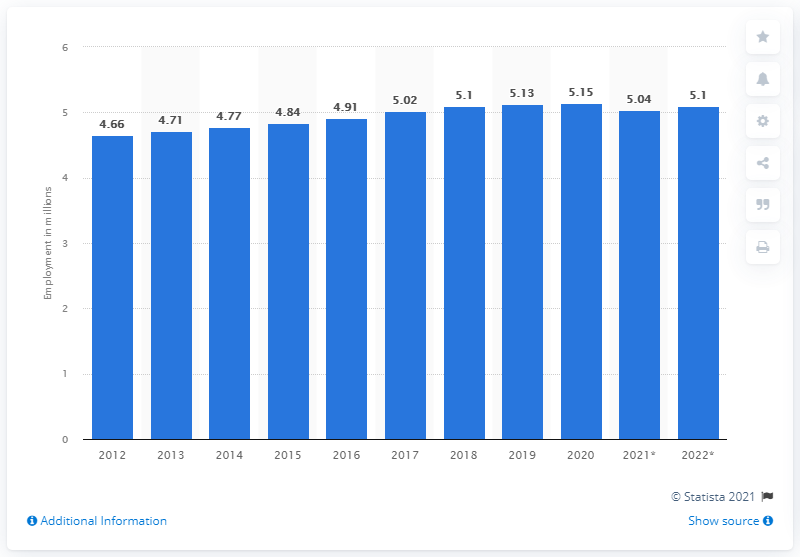 6
5
4
3
2
1
0
Employment in millions
4.66 4.71 4.77 4.84 4.91 5.02 5.1 5.13 5.15 5.04 5.1
2012 2013 2014 2015 2016 2017 2018 2019 2020 2021* 2022*
© Statista 2021
Additional Information
Show source